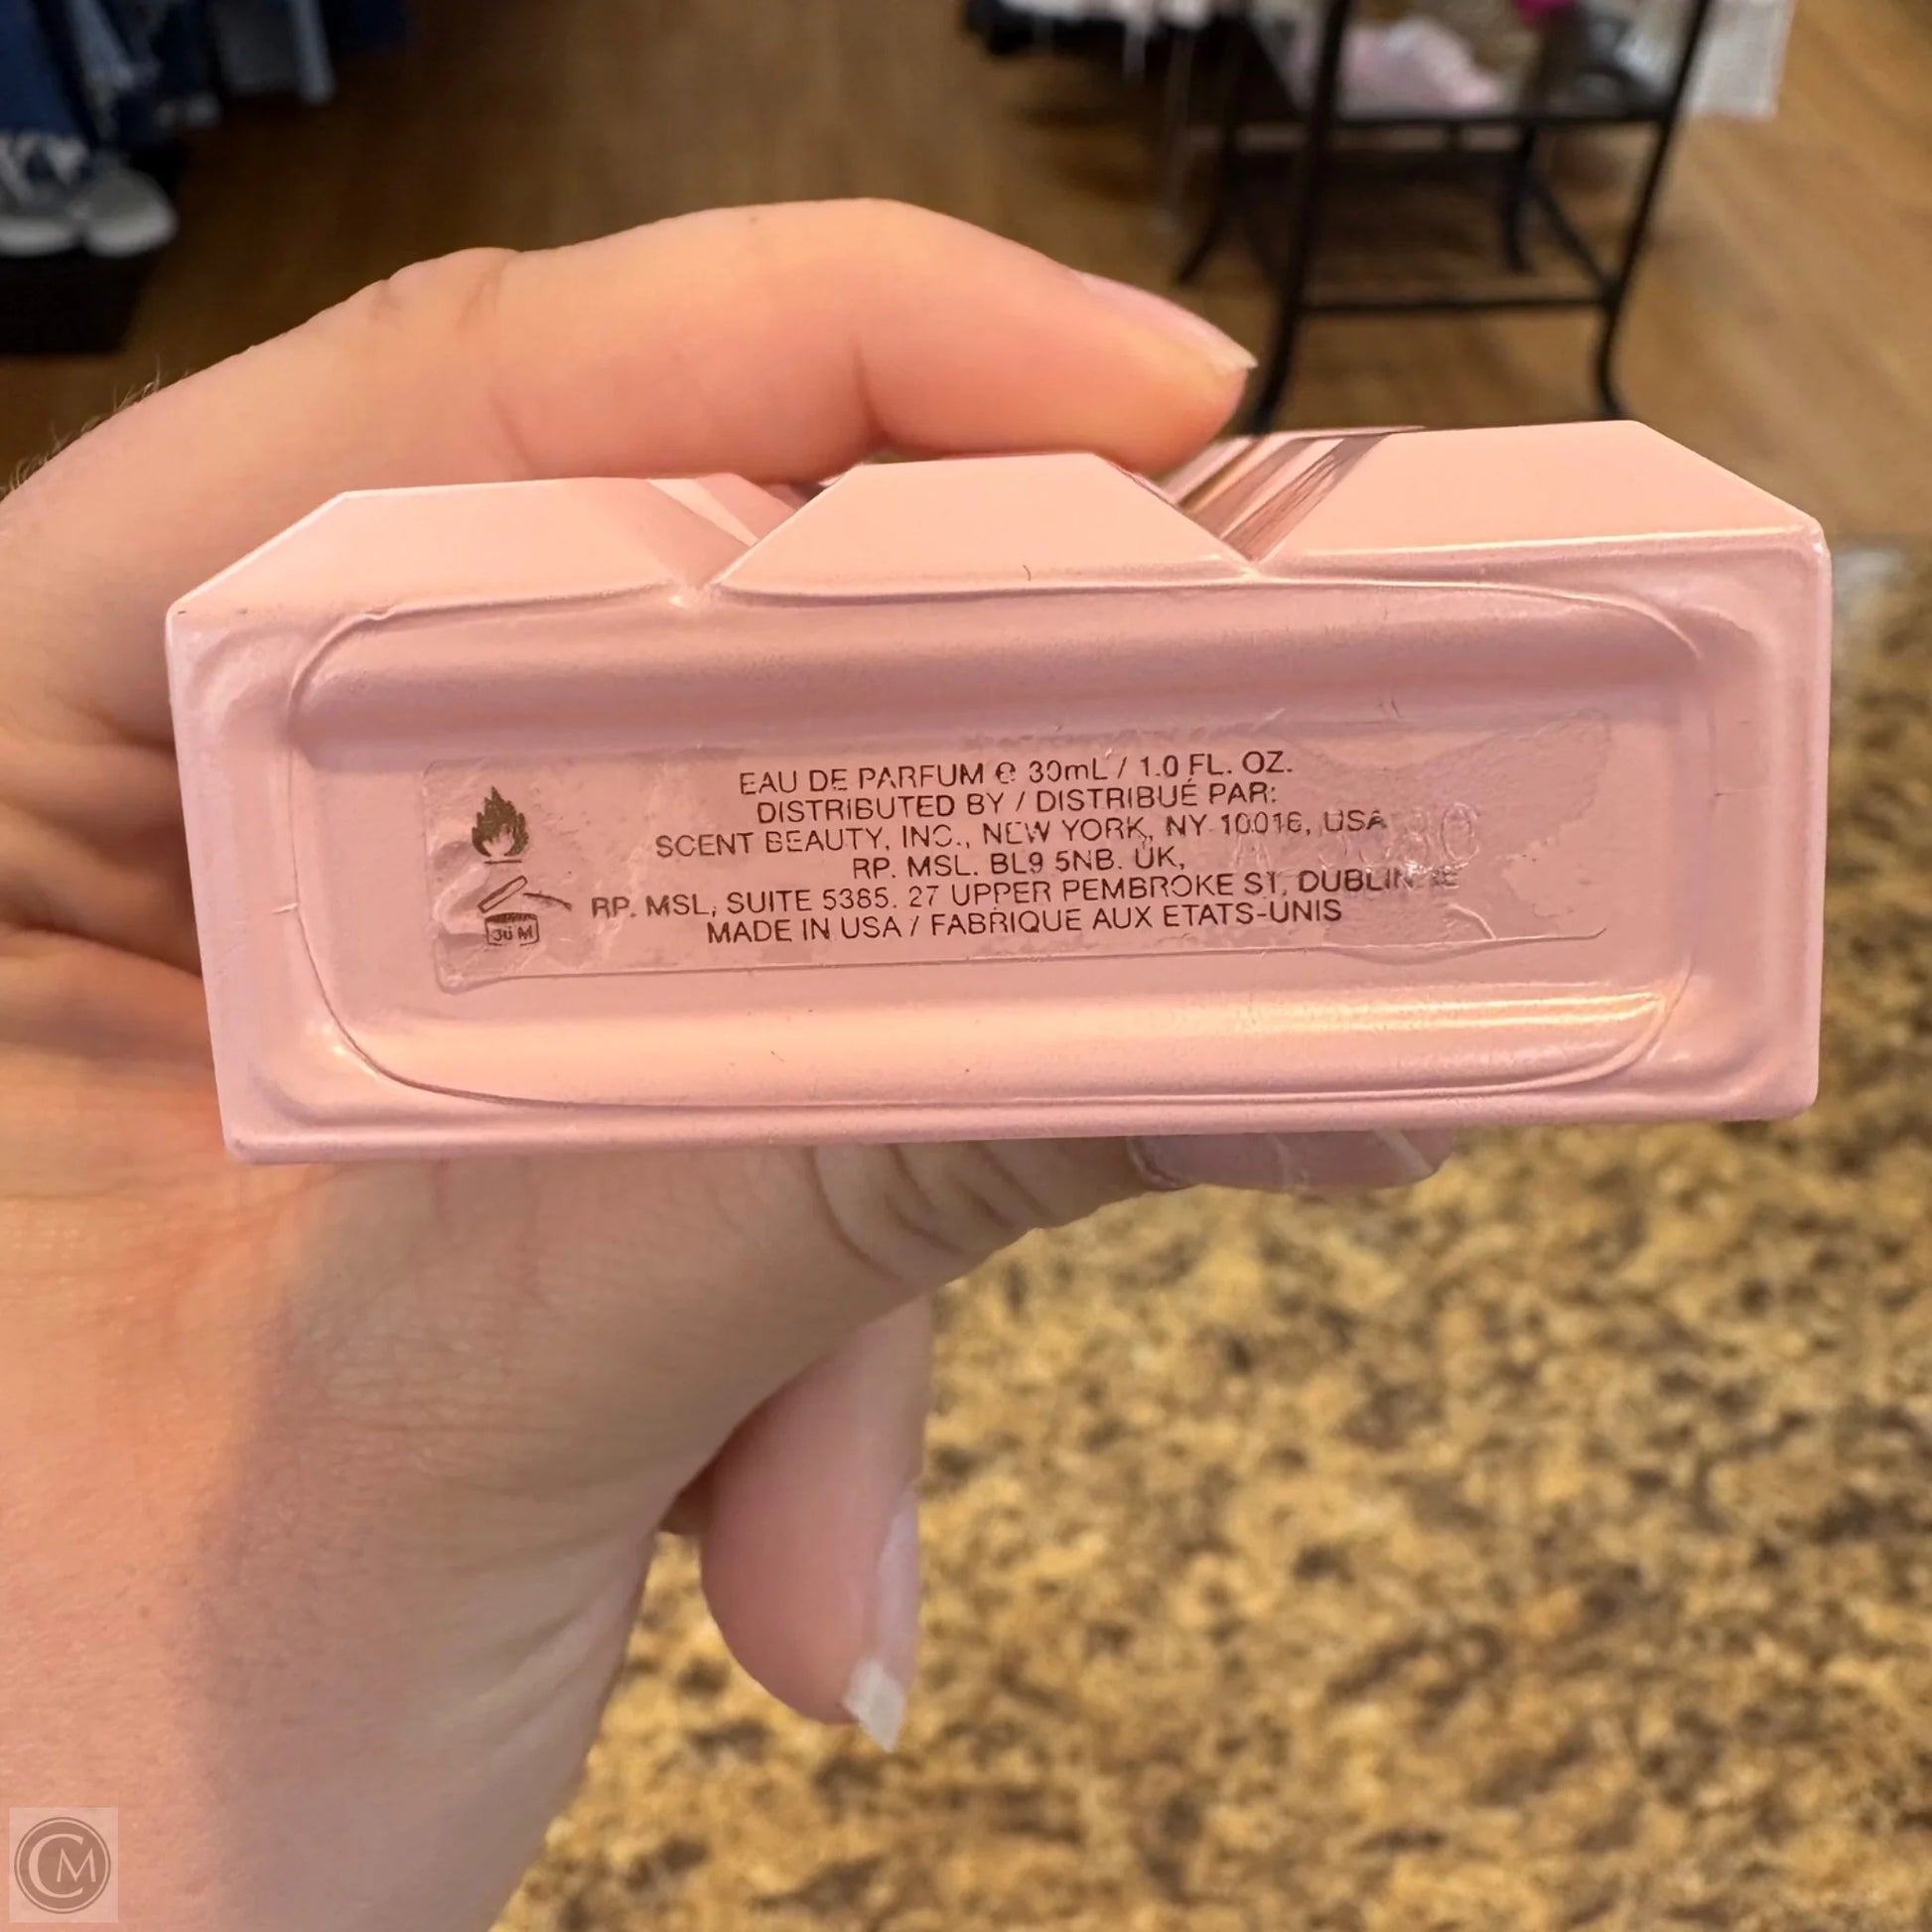 EAU DE PARFUM ℮ 30mL / 1.0 FL. OZ.
DISTRIBUTED BY / DISTRIBUÉ PAR:
SCENT BEAUTY, INC., NEW YORK, NY 10016, USA
RP. MSL. BL9 5NB. UK,
RP. MSL, SUITE 5385. 27 UPPER PEMBROKE ST, DUBLIN
MADE IN USA / FABRIQUE AUX ETATS-UNIS
36 M
CM